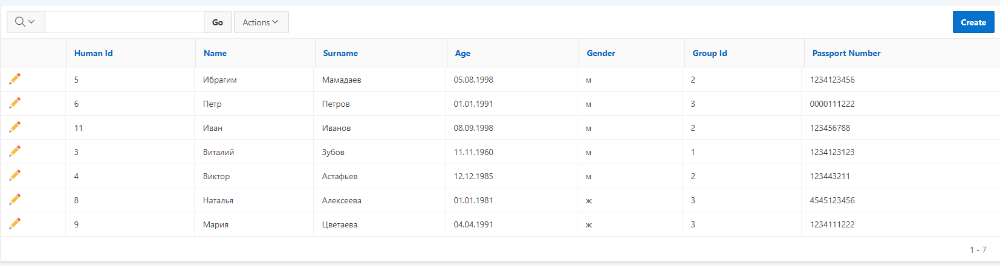 Go Actions Create
Human Id Name Surname Age Gender Group Id Passport Number
5 Ибрагим Мамадаев 05.08.1998 м 2 1234123456
6 Петр Петров 01.01.1991 м 3 0000111222
11 Иван Иванов 08.09.1998 м 2 123456788
3 Виталий Зубов 11.11.1960 м 1 1234123123
4 Виктор Астафьев 12.12.1985 м 2 123443211
8 Наталья Алексеева 01.01.1981 ж 3 4545123456
9 Мария Цветаева 04.04.1991 ж 3 1234111222
1 - 7